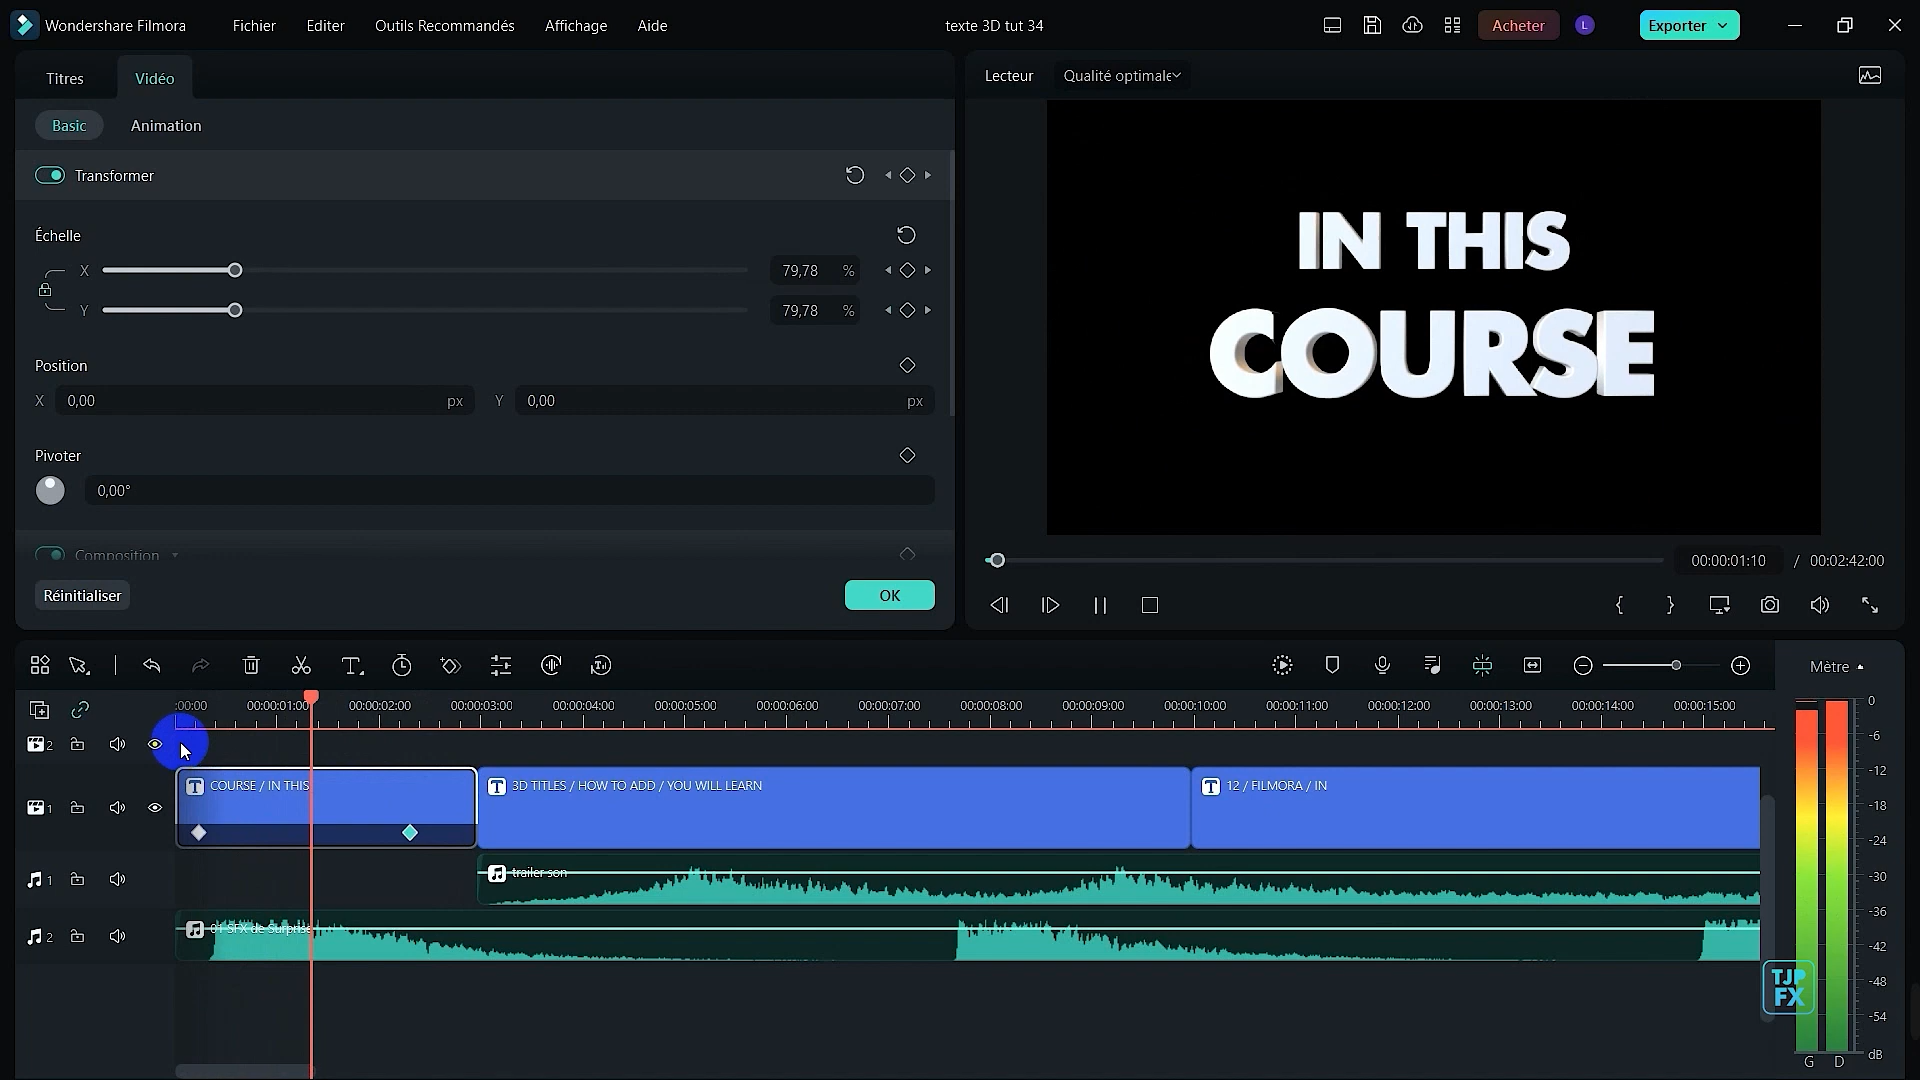 Wondershare Filmora Fichier Editer Outils Recommandés Affichage Aide texte 3D tut 34 Acheter L Exporter
Titres Vidéo
Basic Animation
Transformer
Échelle
X 79,78 %
Y 79,78 %
Position
X 0,00 px Y 0,00 px
Pivoter
0,00°
Composition
Réinitialiser OK
Lecteur Qualité optimale
IN THIS
COURSE
00:00:01:10 / 00:02:42:00
Mètre
:00:00 00:00:01:00 00:00:02:00 00:00:03:00 00:00:04:00 00:00:05:00 00:00:06:00 00:00:07:00 00:00:08:00 00:00:09:00 00:00:10:00 00:00:11:00 00:00:12:00 00:00:13:00 00:00:14:00 00:00:15:00
2
1 T COURSE / IN THIS T 3D TITLES / HOW TO ADD / YOU WILL LEARN T 12 / FILMORA / IN
1 trailer son
2 01 SFX de Surprise
0
-6
-12
-18
-24
-30
-36
-42
-48
-54
dB
G D
TJP
FX